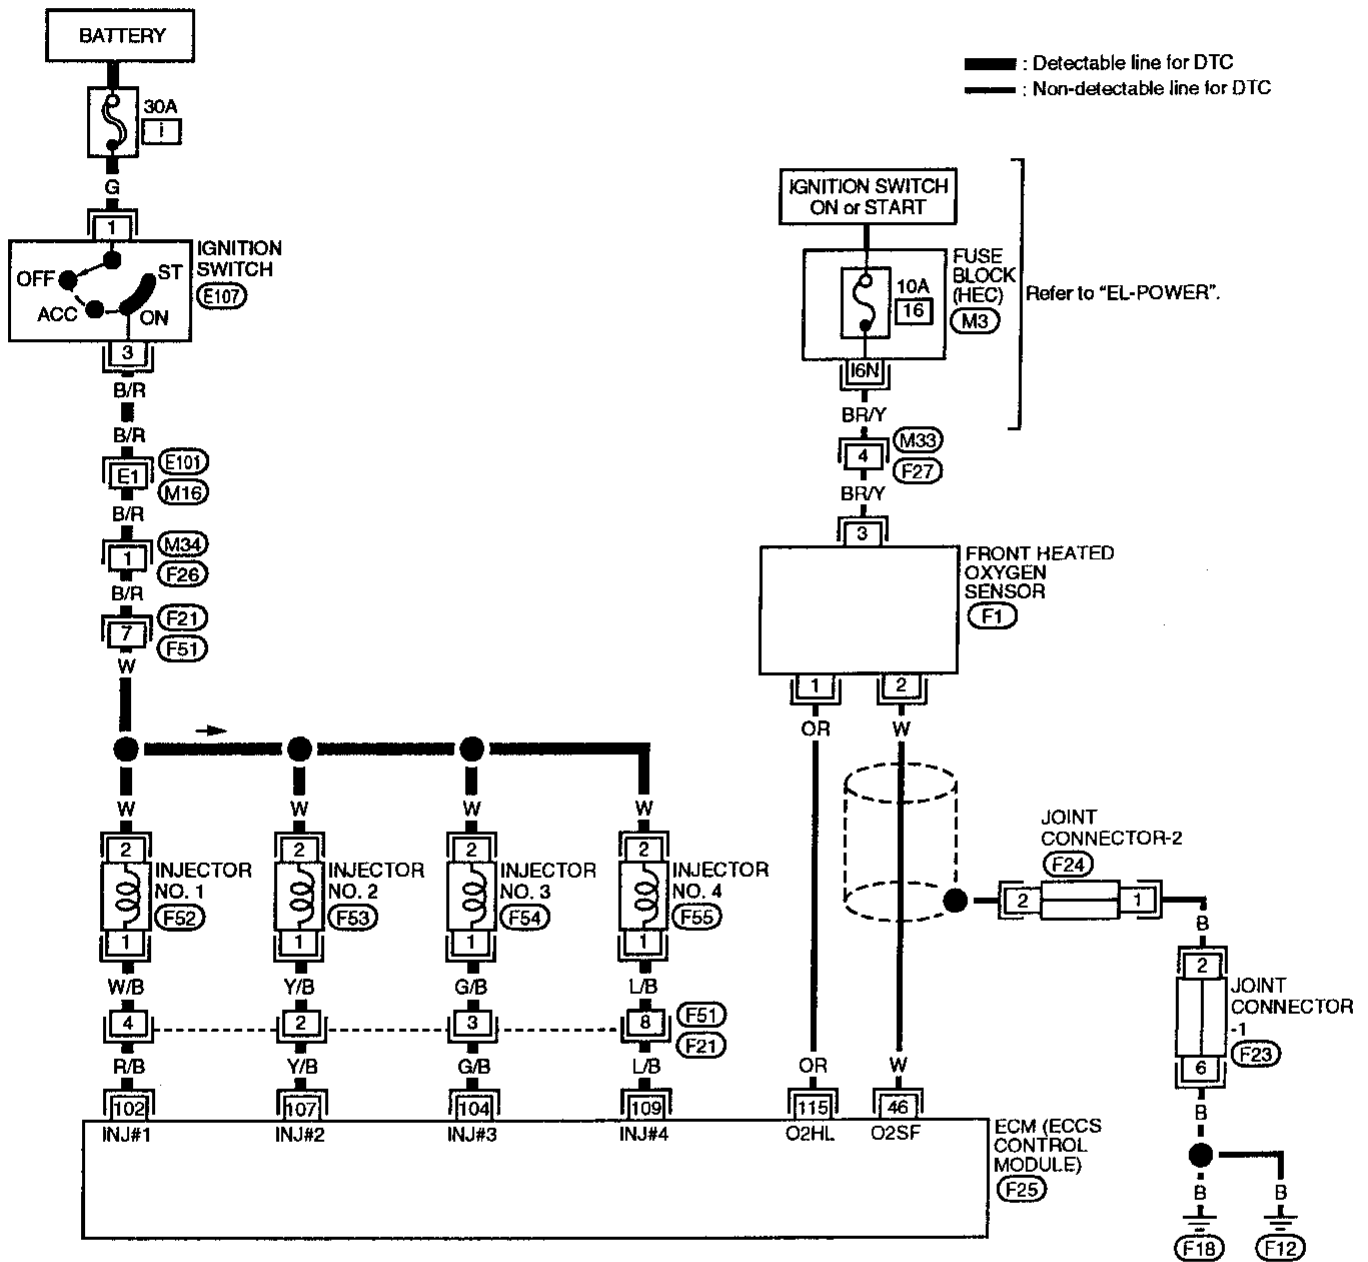 BATTERY
: Detectable line for DTC
: Non-detectable line for DTC
30A
i
G
1
IGNITION
SWITCH
E107
OFF
ST
ACC
ON
3
B/R
B/R
E1
E101
M16
B/R
1
M34
F26
B/R
7
F21
F51
W
IGNITION SWITCH
ON or START
FUSE
BLOCK
(HEC)
M3
10A
16
I6N
Refer to "EL-POWER".
BR/Y
4
M33
F27
BR/Y
3
FRONT HEATED
OXYGEN
SENSOR
F1
1
2
OR
W
W
W
W
W
2
2
2
2
INJECTOR
NO. 1
F52
INJECTOR
NO. 2
F53
INJECTOR
NO. 3
F54
INJECTOR
NO. 4
F55
1
1
1
1
JOINT
CONNECTOR-2
F24
2
1
B
2
JOINT
CONNECTOR
-1
F23
6
B
W/B
Y/B
G/B
L/B
4
2
3
8
F51
F21
R/B
Y/B
G/B
L/B
OR
W
102
107
104
109
115
46
INJ#1
INJ#2
INJ#3
INJ#4
O2HL
O2SF
ECM (ECCS
CONTROL
MODULE)
F25
B
B
F18
F12